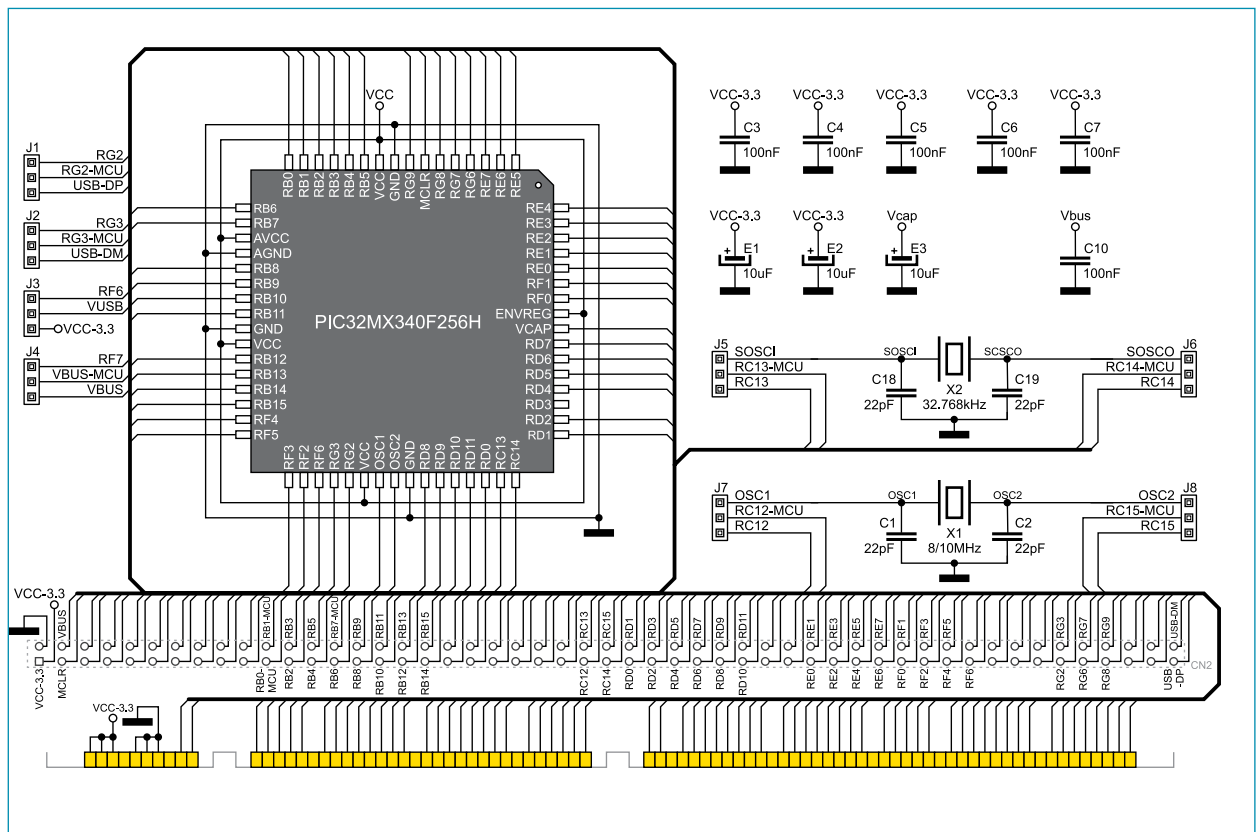 VCC
J1
RG2
RG2-MCU
USB-DP
J2
RG3
RG3-MCU
USB-DM
J3
RF6
VUSB
VCC-3.3
J4
RF7
VBUS-MCU
VBUS
RB0
RB1
RB2
RB3
RB4
RB5
VCC
GND
RG9
MCLR
RG8
RG7
RG6
RE7
RE6
RE5
RB6
RB7
AVCC
AGND
RB8
RB9
RB10
RB11
GND
VCC
RB12
RB13
RB14
RB15
RF4
RF5
PIC32MX340F256H
RE4
RE3
RE2
RE1
RE0
RF1
RF0
ENVREG
VCAP
RD7
RD6
RD5
RD4
RD3
RD2
RD1
RF3
RF2
RF6
RG3
RG2
VCC
OSC1
OSC2
GND
RD8
RD9
RD10
RD11
RD0
RC13
RC14
VCC-3.3
C3
100nF
VCC-3.3
C4
100nF
VCC-3.3
C5
100nF
VCC-3.3
C6
100nF
VCC-3.3
C7
100nF
VCC-3.3
+
E1
10uF
VCC-3.3
+
E2
10uF
Vcap
+
E3
10uF
Vbus
C10
100nF
J5
SOSCI
RC13-MCU
RC13
SOSCI
SCSCO
C18
22pF
X2
32.768kHz
C19
22pF
SOSCO
RC14-MCU
RC14
J6
J7
OSC1
RC12-MCU
RC12
OSC1
OSC2
C1
22pF
X1
8/10MHz
C2
22pF
OSC2
RC15-MCU
RC15
J8
VCC-3.3
VBUS
RB1-MCU
RB3
RB5
RB7-MCU
RB9
RB11
RB13
RB15
RC13
RC15
RD1
RD3
RD5
RD7
RD9
RD11
RE1
RE3
RE5
RE7
RF1
RF3
RF5
RG3
RG7
RG9
USB-DM
VCC-3.3
MCLR
RB0-
MCU
RB2
RB4
RB6
RB8
RB10
RB12
RB14
RC12
RC14
RD0
RD2
RD4
RD6
RD8
RD10
RE0
RE2
RE4
RE6
RF0
RF2
RF4
RF6
RG2
RG6
RG8
USB
-DP
CN2
VCC-3.3